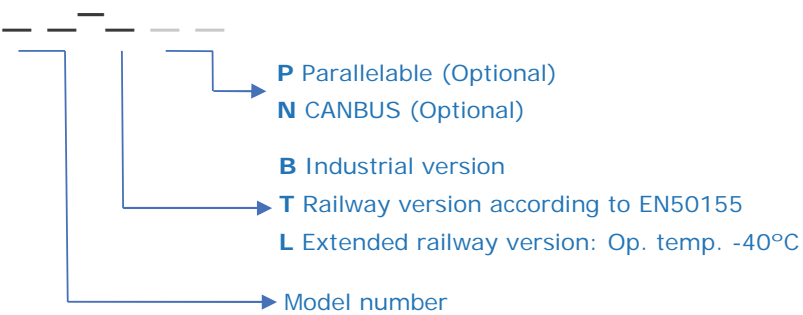 P Parallelable (Optional)
N CANBUS (Optional)
B Industrial version
T Railway version according to EN50155
L Extended railway version: Op. temp. -40ºC
Model number